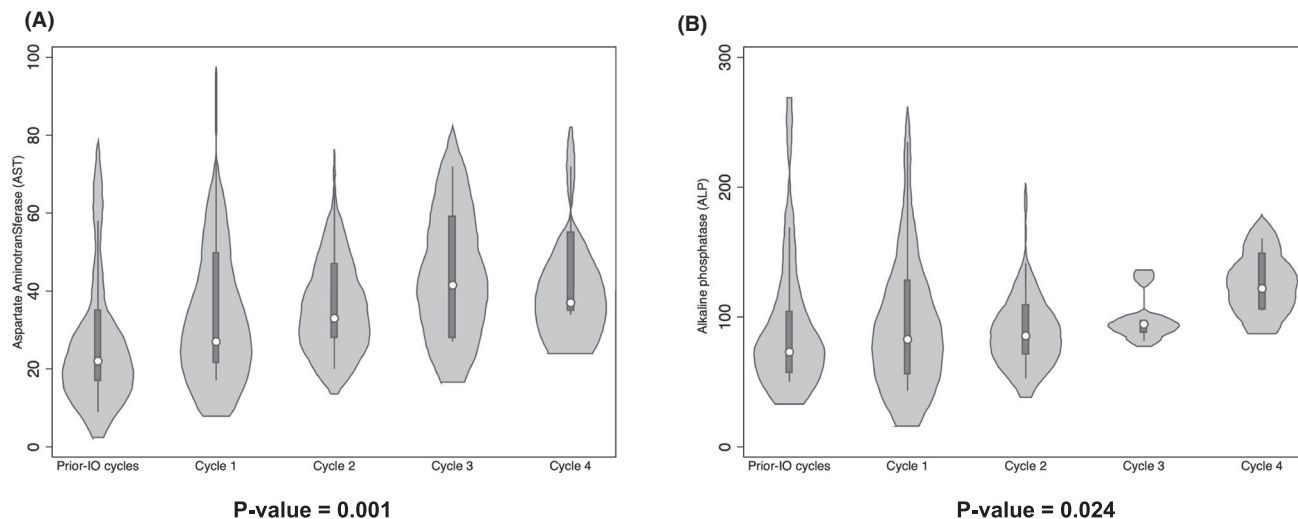 (A)
Aspartate AminotranSferase (AST)
100
80
60
40
20
0
Prior-IO cycles Cycle 1 Cycle 2 Cycle 3 Cycle 4
P-value = 0.001
(B)
Alkaline phosphatase (ALP)
300
200
100
0
Prior-IO cycles Cycle 1 Cycle 2 Cycle 3 Cycle 4
P-value = 0.024